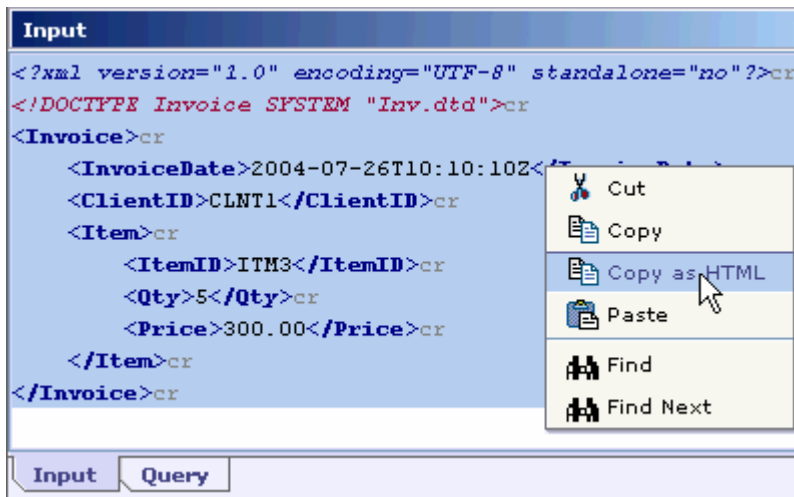 Input
<?xml version="1.0" encoding="UTF-8" standalone="no"?>cr
<!DOCTYPE Invoice SYSTEM "Inv.dtd">cr
<Invoice>cr
<InvoiceDate>2004-07-26T10:10:10Z</
<ClientID>CLNT1</ClientID>cr
<Item>cr
<ItemID>ITM3</ItemID>cr
<Qty>5</Qty>cr
<Price>300.00</Price>cr
</Item>cr
</Invoice>cr
Cut
Copy
Copy as HTML
Paste
Find
Find Next
Input Query